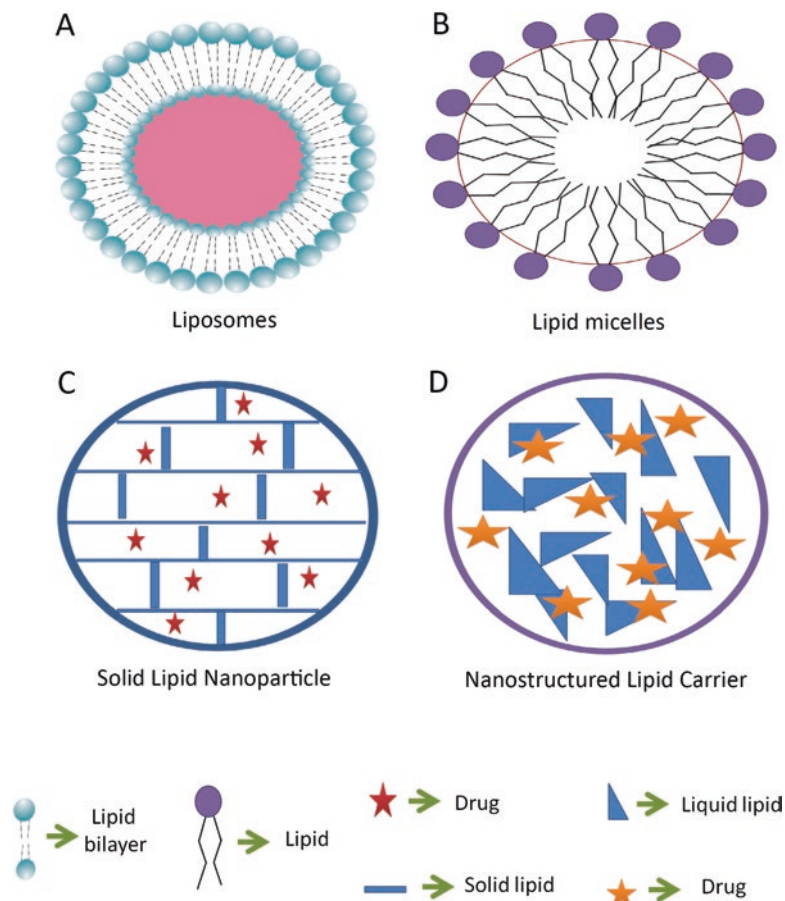 A
B
Liposomes
Lipid micelles
C
D
Solid Lipid Nanoparticle
Nanostructured Lipid Carrier
Lipid
bilayer
Lipid
Drug
Liquid lipid
Solid lipid
Drug